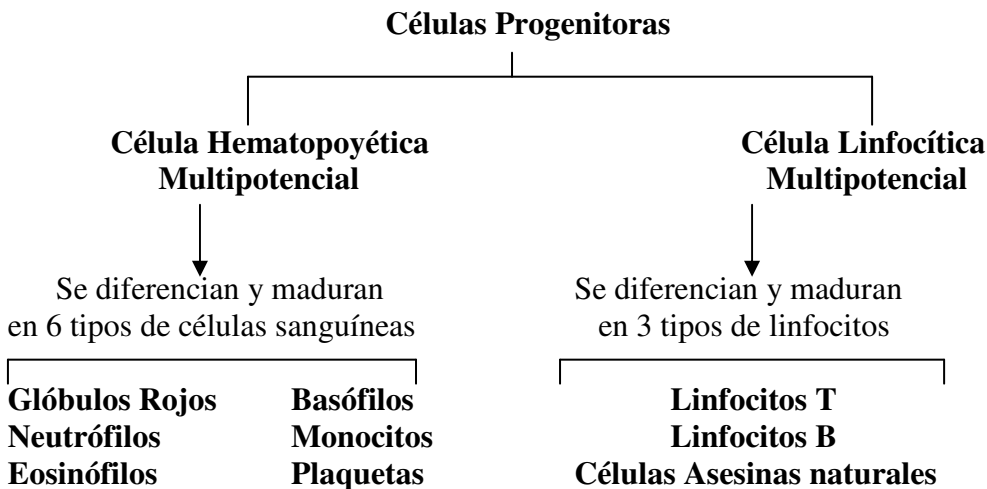 Células Progenitoras
Célula Hematopoyética
Multipotencial
Célula Linfocítica
Multipotencial
Se diferencian y maduran
en 6 tipos de células sanguíneas
Se diferencian y maduran
en 3 tipos de linfocitos
Glóbulos Rojos
Neutrófilos
Eosinófilos
Basófilos
Monocitos
Plaquetas
Linfocitos T
Linfocitos B
Células Asesinas naturales